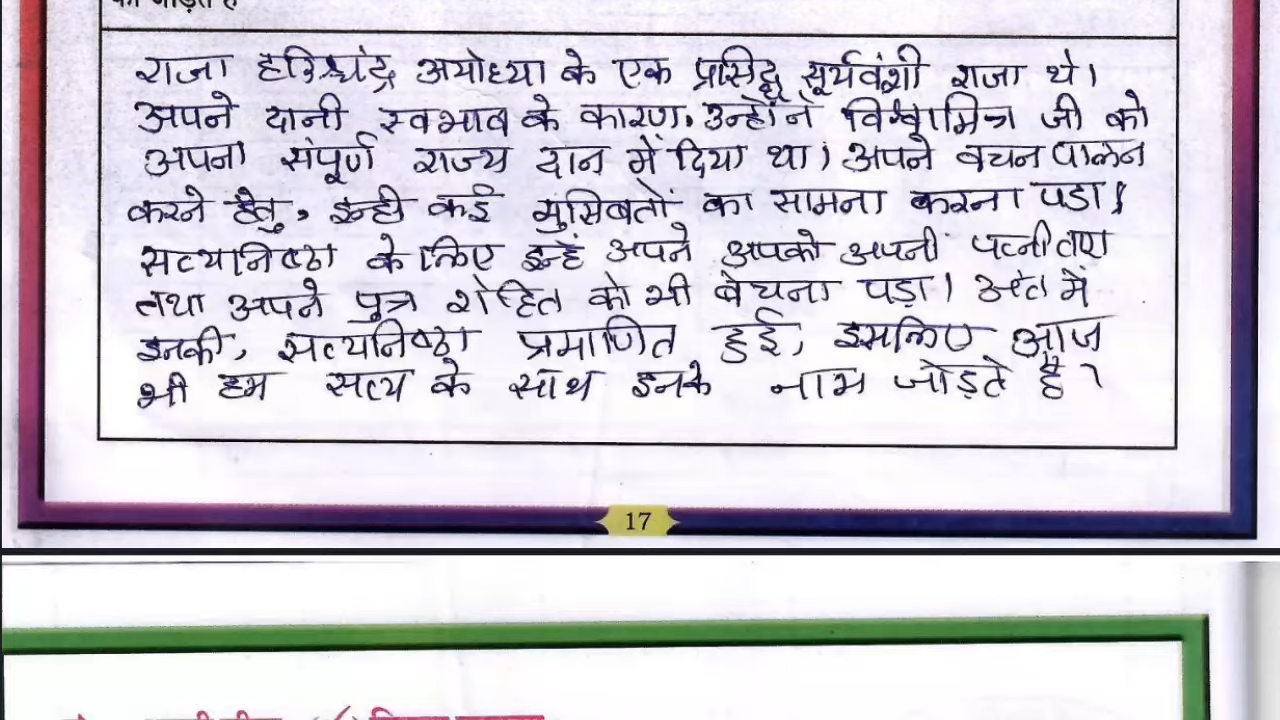 को जोड़ते है
राजा हरिश्चंद्र अयोध्या के एक प्रसिद्ध सूर्यवंशी राजा थे।
अपने दानी स्वभाव के कारण, उन्होंने विश्वामित्र जी को
अपना संपूर्ण राज्य दान में दिया था। अपने वचन पालन
करने हेतु, इन्ही कई मुसिबतों का सामना करना पडा।
सत्यानिष्ठा के लिए इन्हें अपने आपको अपनी पत्नी
तथा अपने पुत्र रोहित को भी बेचना पड़ा। अंत में
इनकी, सत्यनिष्ठा प्रमाणित हुई, इसलिए आज
भी हम सत्य के साथ इनके नाम जोड़ते है।
17